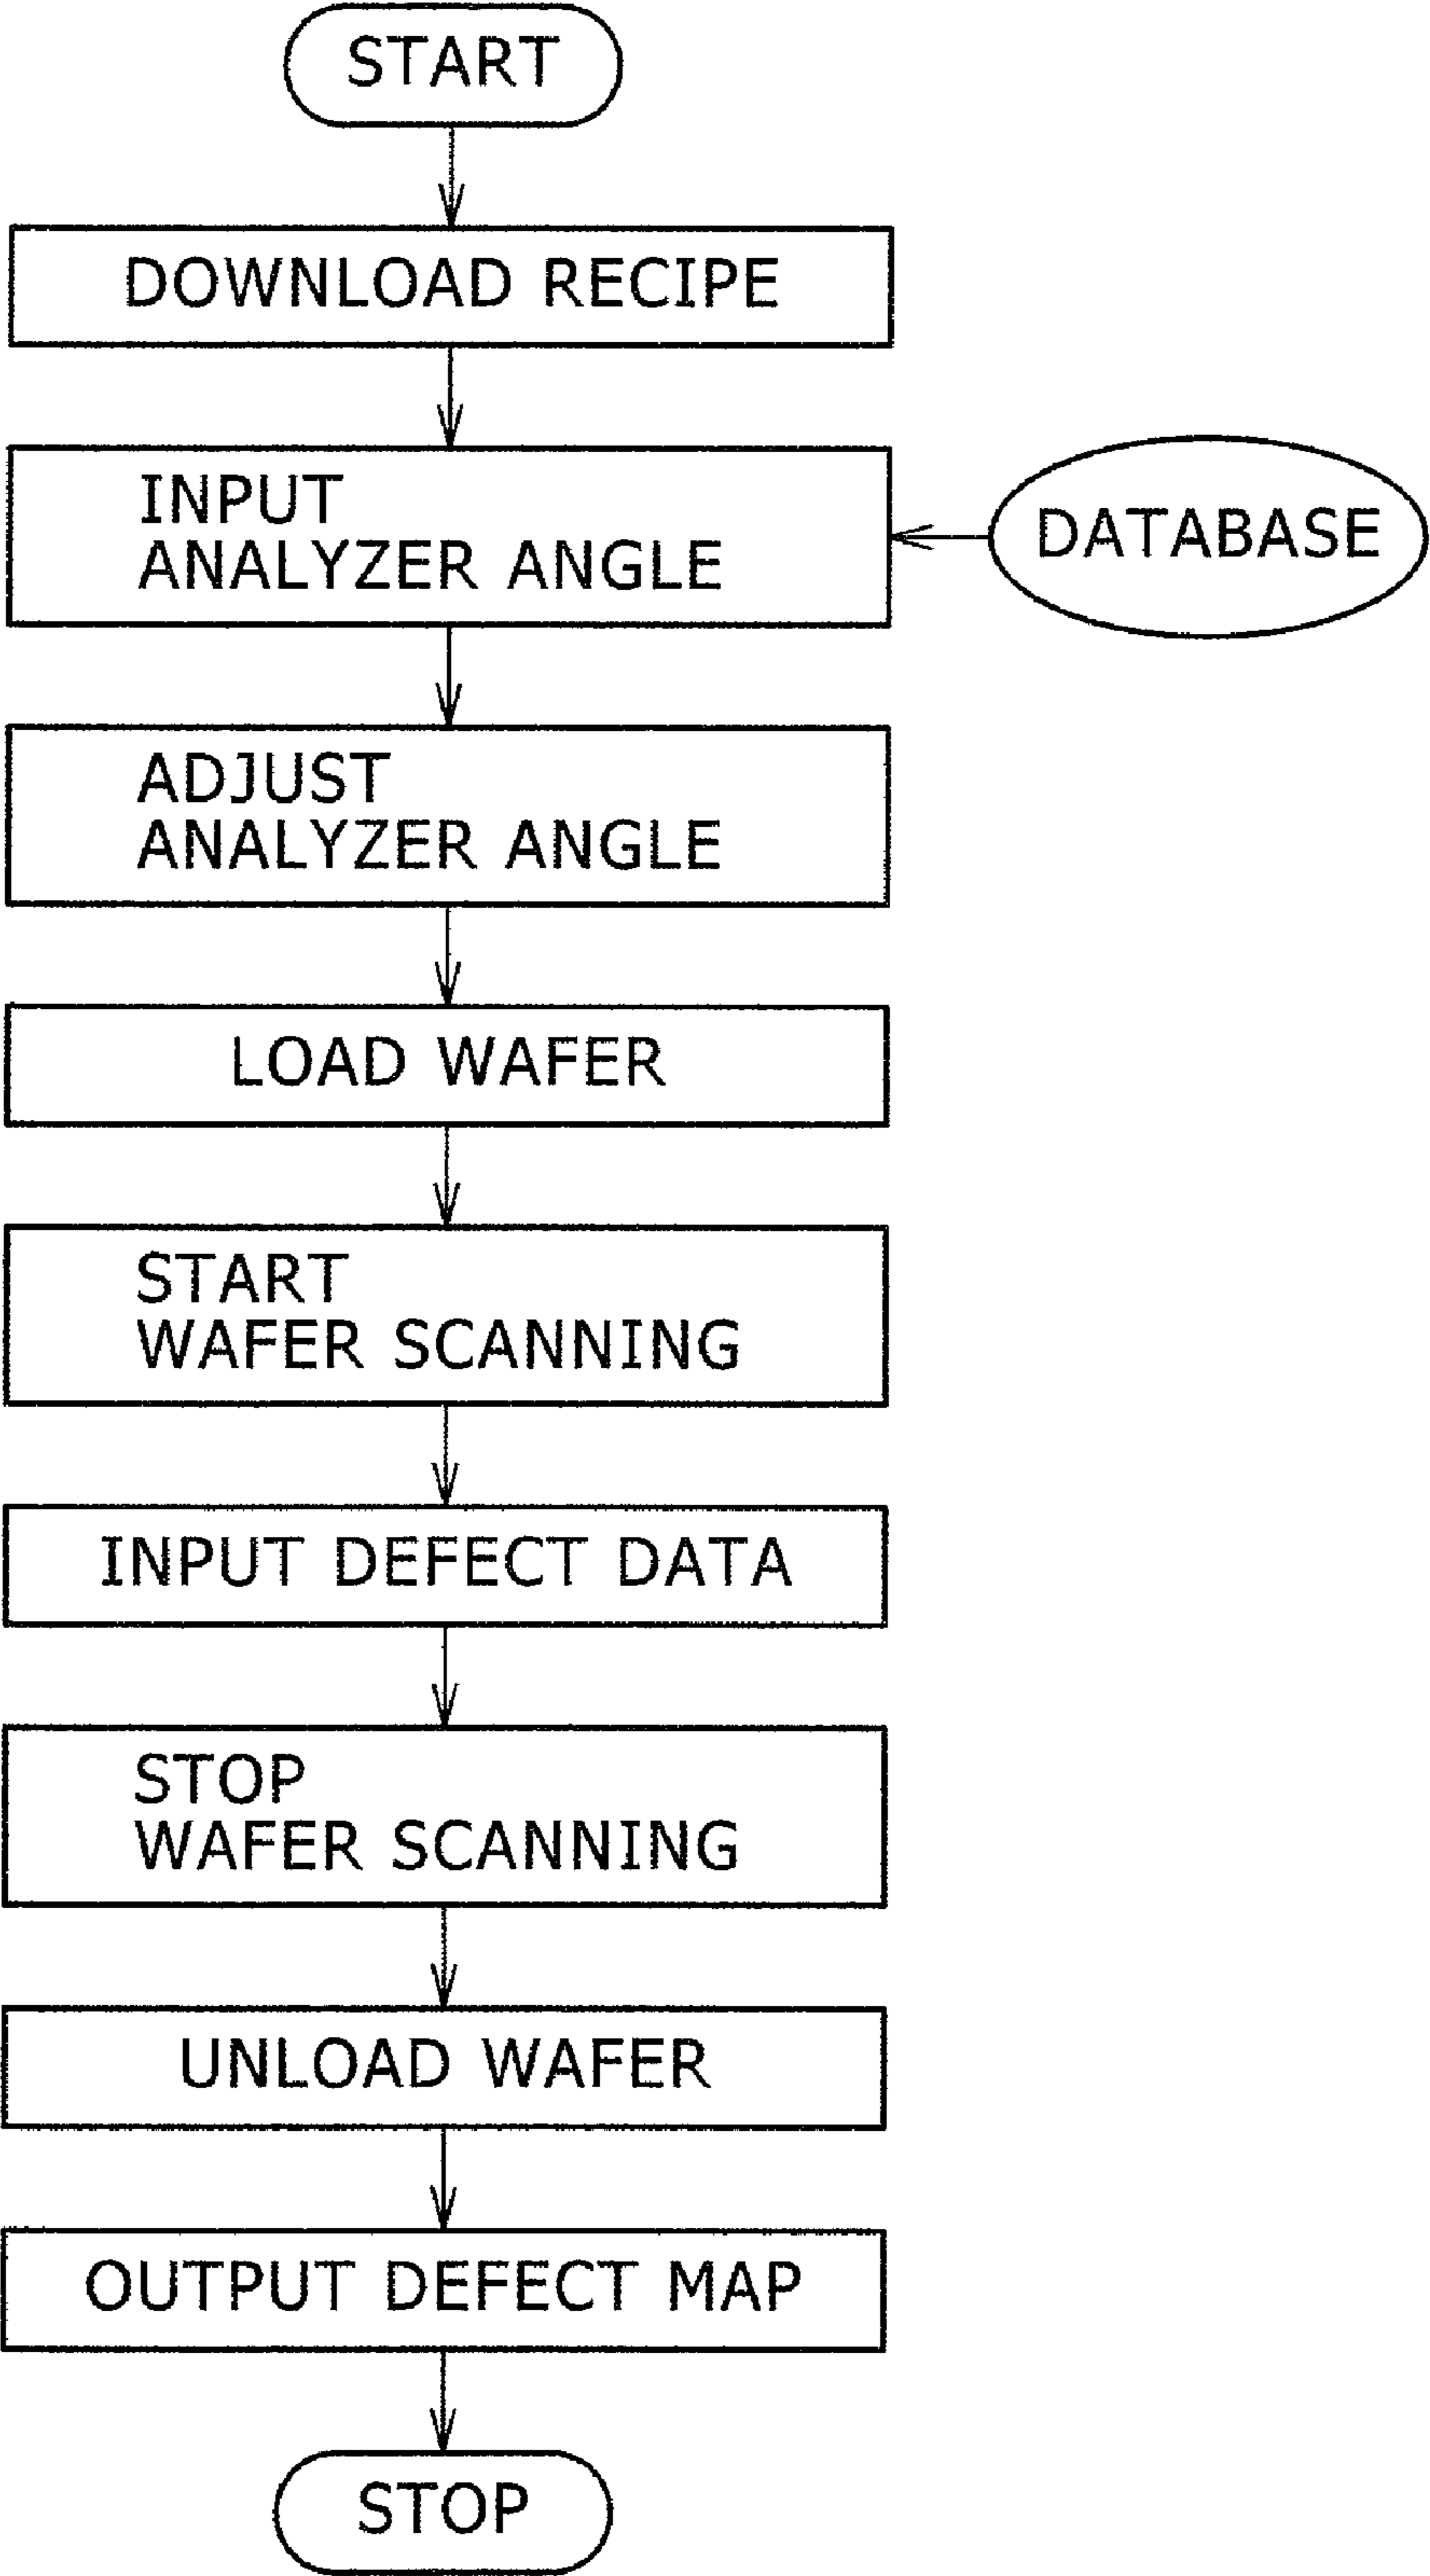 START
DOWNLOAD RECIPE
INPUT
ANALYZER ANGLE
DATABASE
ADJUST
ANALYZER ANGLE
LOAD WAFER
START
WAFER SCANNING
INPUT DEFECT DATA
STOP
WAFER SCANNING
UNLOAD WAFER
OUTPUT DEFECT MAP
STOP